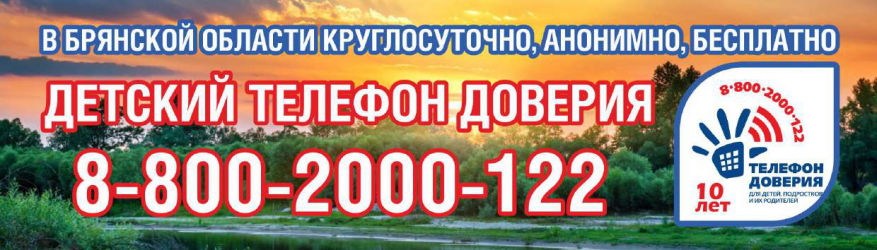 В БРЯНСКОЙ ОБЛАСТИ КРУГЛОСУТОЧНО, АНОНИМНО, БЕСПЛАТНО
ДЕТСКИЙ ТЕЛЕФОН ДОВЕРИЯ
8-800-2000-122
8·800·2000·122
ТЕЛЕФОН
ДОВЕРИЯ
ДЛЯ ДЕТЕЙ, ПОДРОСТКОВ
И ИХ РОДИТЕЛЕЙ
10
лет